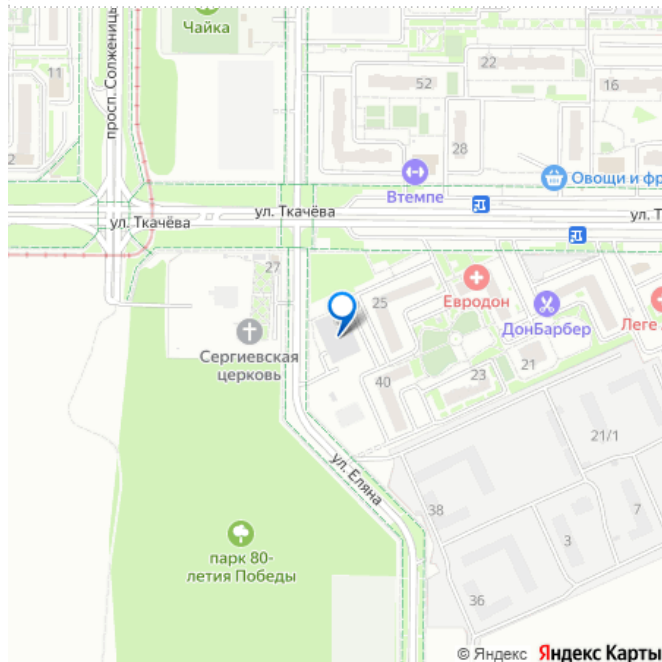 Чайка
просп. Солженицы
11
22
52
16
28
2
Втемпе
Овощи и фр
ул. Ткачёва
ул. Ткачёва
ул. Т
27
25
Евродон
ДонБарбер
Леге
Сергиевская
церковь
40
23
21
21/1
ул. Еляна
38
7
3
парк 80-
летия Победы
36
© Яндекс Яндекс Карты